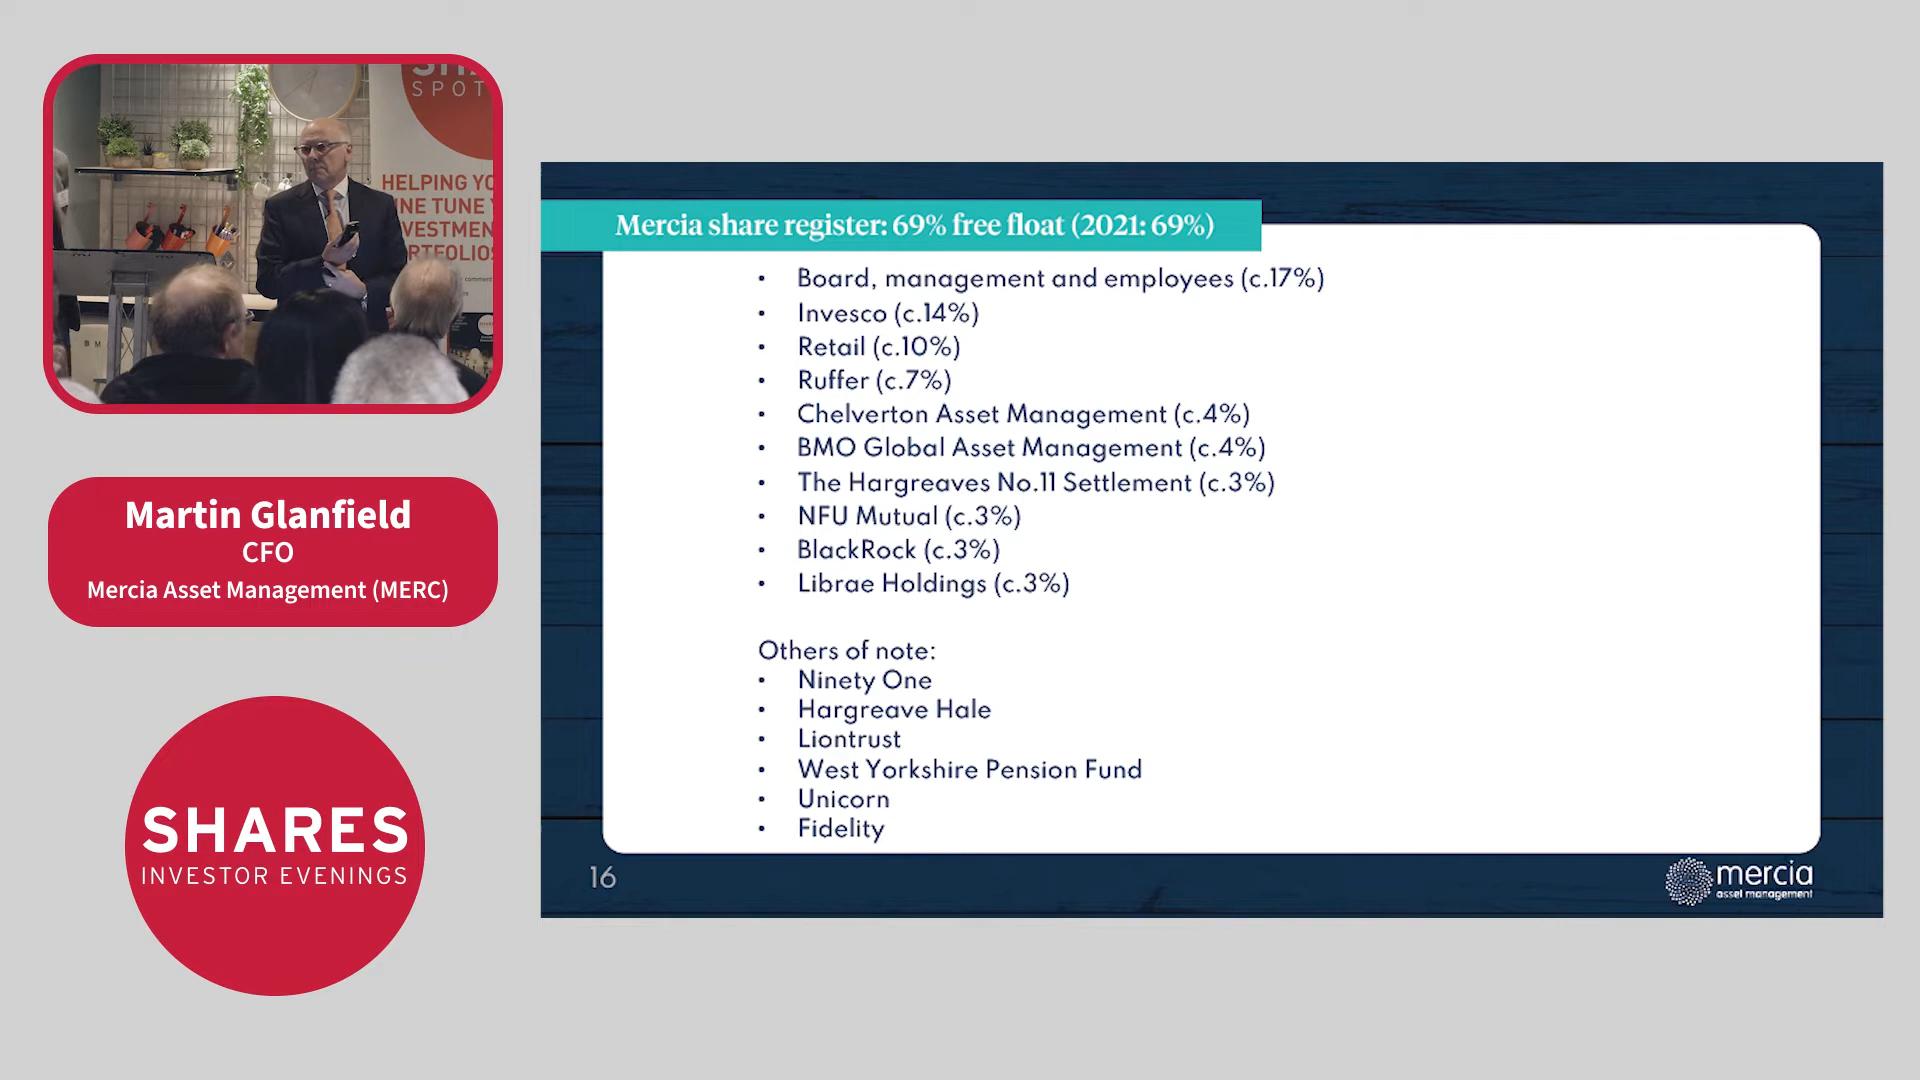 SPOT
HELPING YO
NE TUNE
VESTMEN
RTFOLIOS
Martin Glanfield
CFO
Mercia Asset Management (MERC)
SHARES
INVESTOR EVENINGS
Mercia share register: 69% free float (2021: 69%)
• Board, management and employees (c.17%)
• Invesco (c.14%)
• Retail (c.10%)
• Ruffer (c.7%)
• Chelverton Asset Management (c.4%)
• BMO Global Asset Management (c.4%)
• The Hargreaves No.11 Settlement (c.3%)
• NFU Mutual (c.3%)
• BlackRock (c.3%)
• Librae Holdings (c.3%)
Others of note:
• Ninety One
• Hargreave Hale
• Liontrust
• West Yorkshire Pension Fund
• Unicorn
• Fidelity
16
mercia
asset management